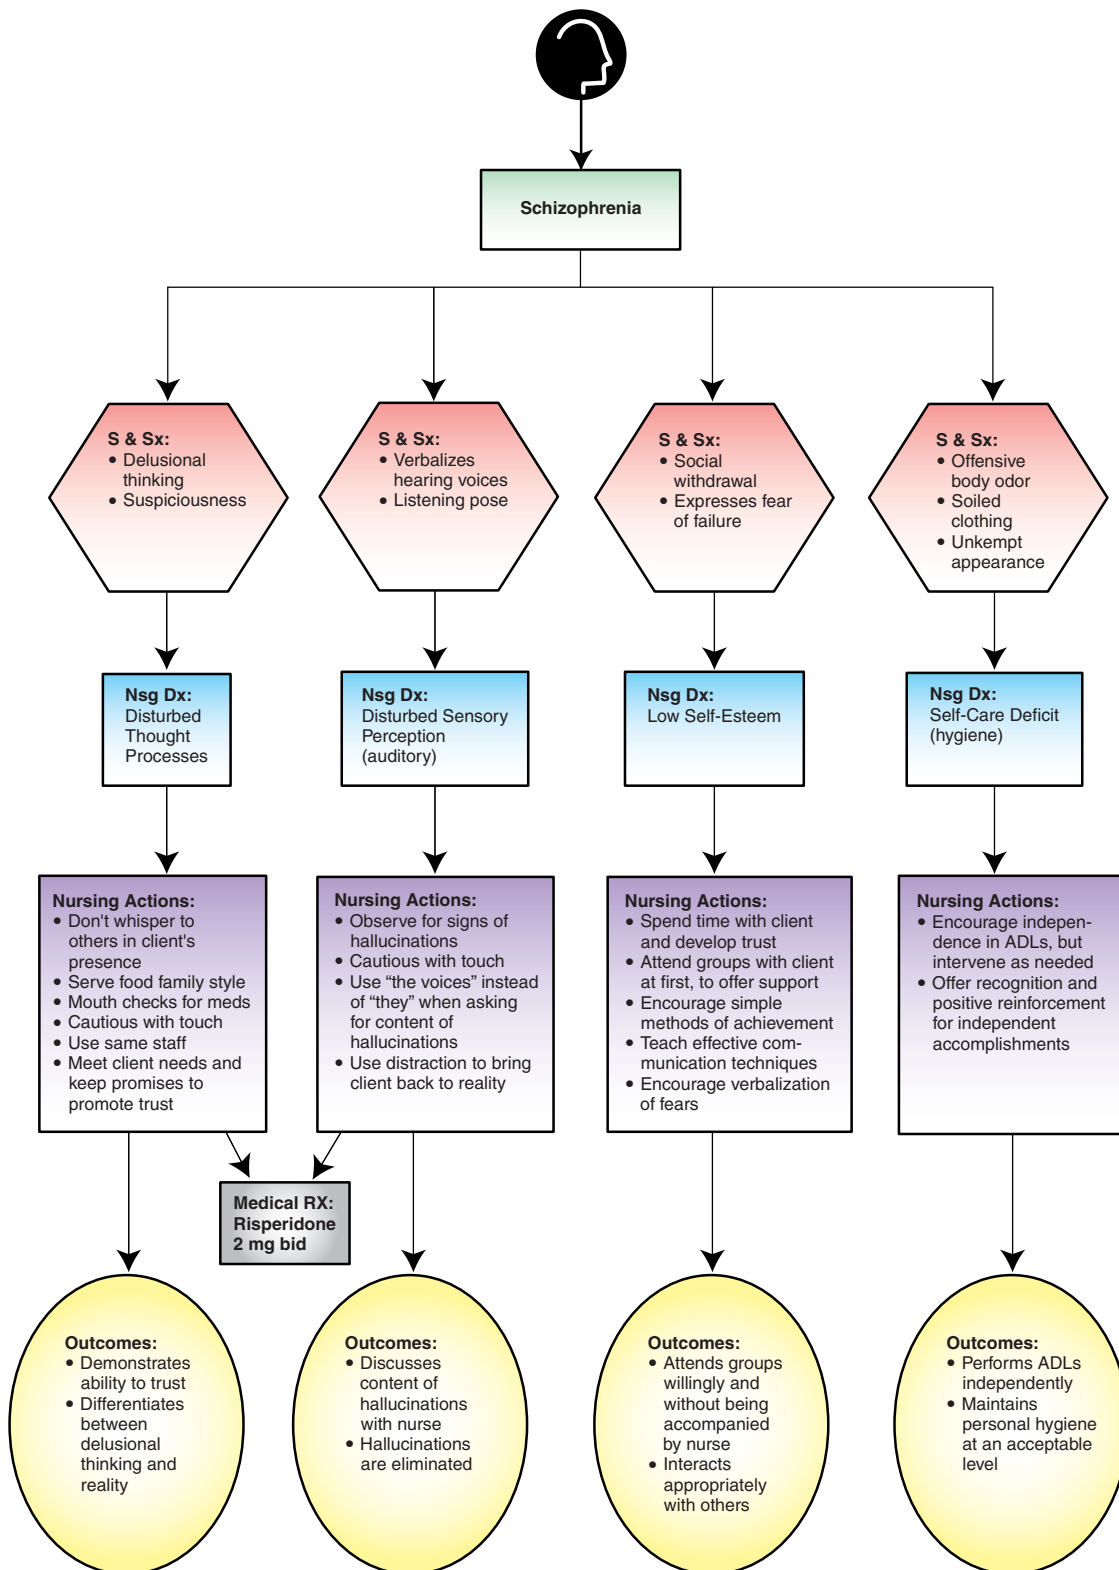 Schizophrenia
S & Sx:
• Delusional
thinking
• Suspiciousness
S & Sx:
• Verbalizes
hearing voices
• Listening pose
S & Sx:
• Social
withdrawal
• Expresses fear
of failure
S & Sx:
• Offensive
body odor
• Soiled
clothing
• Unkempt
appearance
Nsg Dx:
Disturbed
Thought
Processes
Nsg Dx:
Disturbed Sensory
Perception
(auditory)
Nsg Dx:
Low Self-Esteem
Nsg Dx:
Self-Care Deficit
(hygiene)
Nursing Actions:
• Don't whisper to
others in client's
presence
• Serve food family style
• Mouth checks for meds
• Cautious with touch
• Use same staff
• Meet client needs and
keep promises to
promote trust
Nursing Actions:
• Observe for signs of
hallucinations
• Cautious with touch
• Use “the voices” instead
of “they” when asking
for content of
hallucinations
• Use distraction to bring
client back to reality
Nursing Actions:
• Spend time with client
and develop trust
• Attend groups with client
at first, to offer support
• Encourage simple
methods of achievement
• Teach effective com-
munication techniques
• Encourage verbalization
of fears
Nursing Actions:
• Encourage indepen-
dence in ADLs, but
intervene as needed
• Offer recognition and
positive reinforcement
for independent
accomplishments
Medical RX:
Risperidone
2 mg bid
Outcomes:
• Demonstrates
ability to trust
• Differentiates
between
delusional
thinking and
reality
Outcomes:
• Discusses
content of
hallucinations
with nurse
• Hallucinations
are eliminated
Outcomes:
• Attends groups
willingly and
without being
accompanied
by nurse
• Interacts
appropriately
with others
Outcomes:
• Performs ADLs
independently
• Maintains
personal hygiene
at an acceptable
level